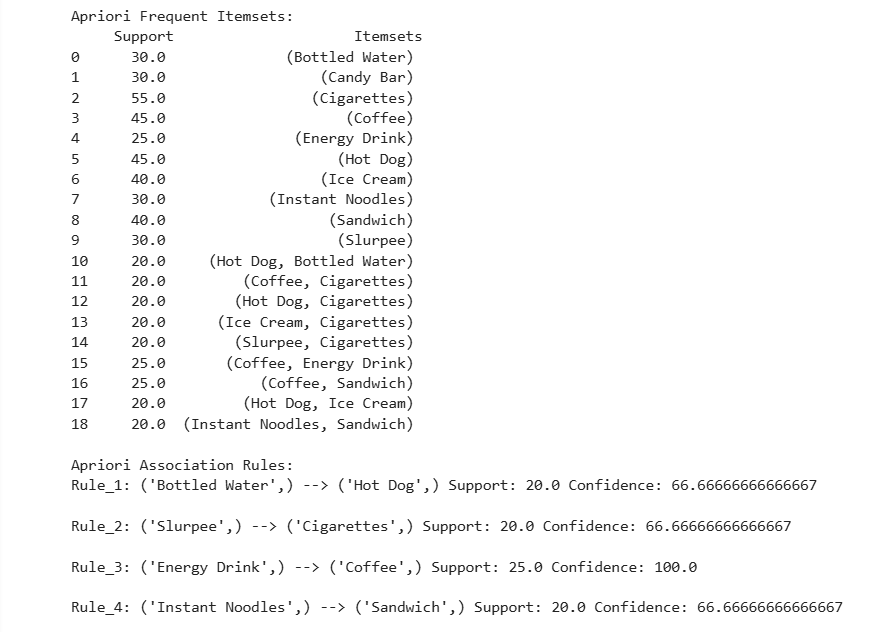 Apriori Frequent Itemsets:
Support Itemsets
0 30.0 (Bottled Water)
1 30.0 (Candy Bar)
2 55.0 (Cigarettes)
3 45.0 (Coffee)
4 25.0 (Energy Drink)
5 45.0 (Hot Dog)
6 40.0 (Ice Cream)
7 30.0 (Instant Noodles)
8 40.0 (Sandwich)
9 30.0 (Slurpee)
10 20.0 (Hot Dog, Bottled Water)
11 20.0 (Coffee, Cigarettes)
12 20.0 (Hot Dog, Cigarettes)
13 20.0 (Ice Cream, Cigarettes)
14 20.0 (Slurpee, Cigarettes)
15 25.0 (Coffee, Energy Drink)
16 25.0 (Coffee, Sandwich)
17 20.0 (Hot Dog, Ice Cream)
18 20.0 (Instant Noodles, Sandwich)
Apriori Association Rules:
Rule_1: ('Bottled Water',) --> ('Hot Dog',) Support: 20.0 Confidence: 66.66666666666667
Rule_2: ('Slurpee',) --> ('Cigarettes',) Support: 20.0 Confidence: 66.66666666666667
Rule_3: ('Energy Drink',) --> ('Coffee',) Support: 25.0 Confidence: 100.0
Rule_4: ('Instant Noodles',) --> ('Sandwich',) Support: 20.0 Confidence: 66.66666666666667